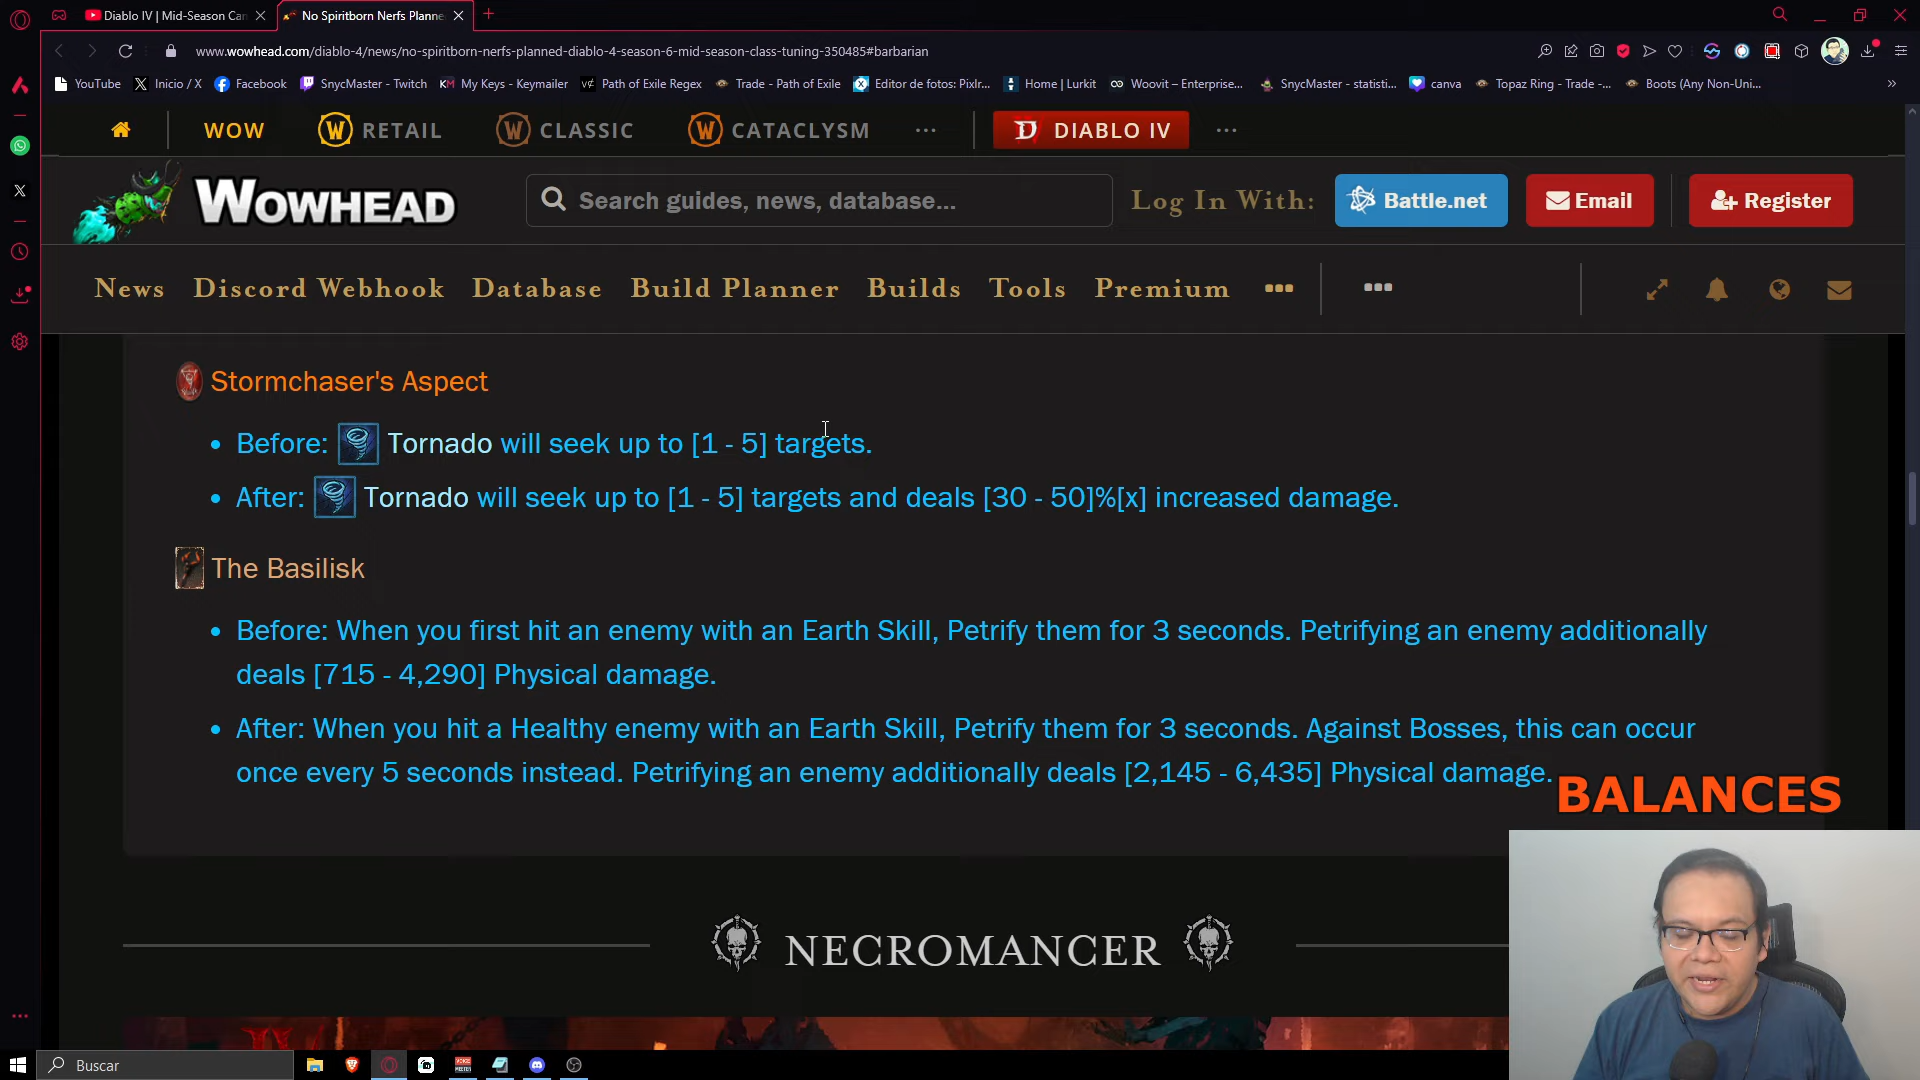 Diablo IV | Mid-Season Can
No Spiritborn Nerfs Planne
www.wowhead.com/diablo-4/news/no-spiritborn-nerfs-planned-diablo-4-season-6-mid-season-class-tuning-350485#barbarian
YouTube
Inicio / X
Facebook
SnycMaster - Twitch
My Keys - Keymailer
Path of Exile Regex
Trade - Path of Exile
Editor de fotos: Pixlr...
Home | Lurkit
Woovit – Enterprise...
SnycMaster - statisti...
canva
Topaz Ring - Trade -...
Boots (Any Non-Uni...
WOW
RETAIL
CLASSIC
CATACLYSM
DIABLO IV
WOWHEAD
Search guides, news, database...
Log In With:
Battle.net
Email
Register
News
Discord Webhook
Database
Build Planner
Builds
Tools
Premium
Stormchaser's Aspect
Before: Tornado will seek up to [1 - 5] targets.
After: Tornado will seek up to [1 - 5] targets and deals [30 - 50]%[x] increased damage.
The Basilisk
Before: When you first hit an enemy with an Earth Skill, Petrify them for 3 seconds. Petrifying an enemy additionally
deals [715 - 4,290] Physical damage.
After: When you hit a Healthy enemy with an Earth Skill, Petrify them for 3 seconds. Against Bosses, this can occur
once every 5 seconds instead. Petrifying an enemy additionally deals [2,145 - 6,435] Physical damage.
BALANCES
NECROMANCER
Buscar